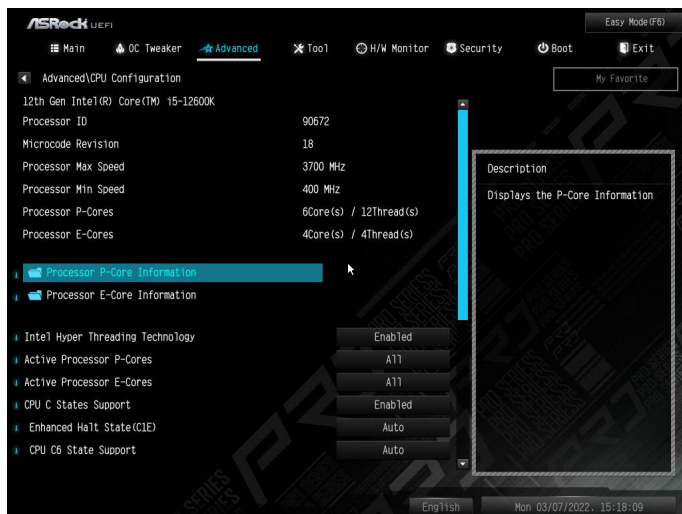 ASRock UEFI
Easy Mode(F6)
Main OC Tweaker Advanced Tool H/W Monitor Security Boot Exit
Advanced\CPU Configuration
My Favorite
12th Gen Intel(R) Core(TM) i5-12600K
Processor ID 90672
Microcode Revision 18
Processor Max Speed 3700 MHz
Processor Min Speed 400 MHz
Processor P-Cores 6Core(s) / 12Thread(s)
Processor E-Cores 4Core(s) / 4Thread(s)
Processor P-Core Information
Processor E-Core Information
Intel Hyper Threading Technology Enabled
Active Processor P-Cores All
Active Processor E-Cores All
CPU C States Support Enabled
Enhanced Halt State(C1E) Auto
CPU C6 State Support Auto
Description
Displays the P-Core Information
English
Mon 03/07/2022, 15:18:09